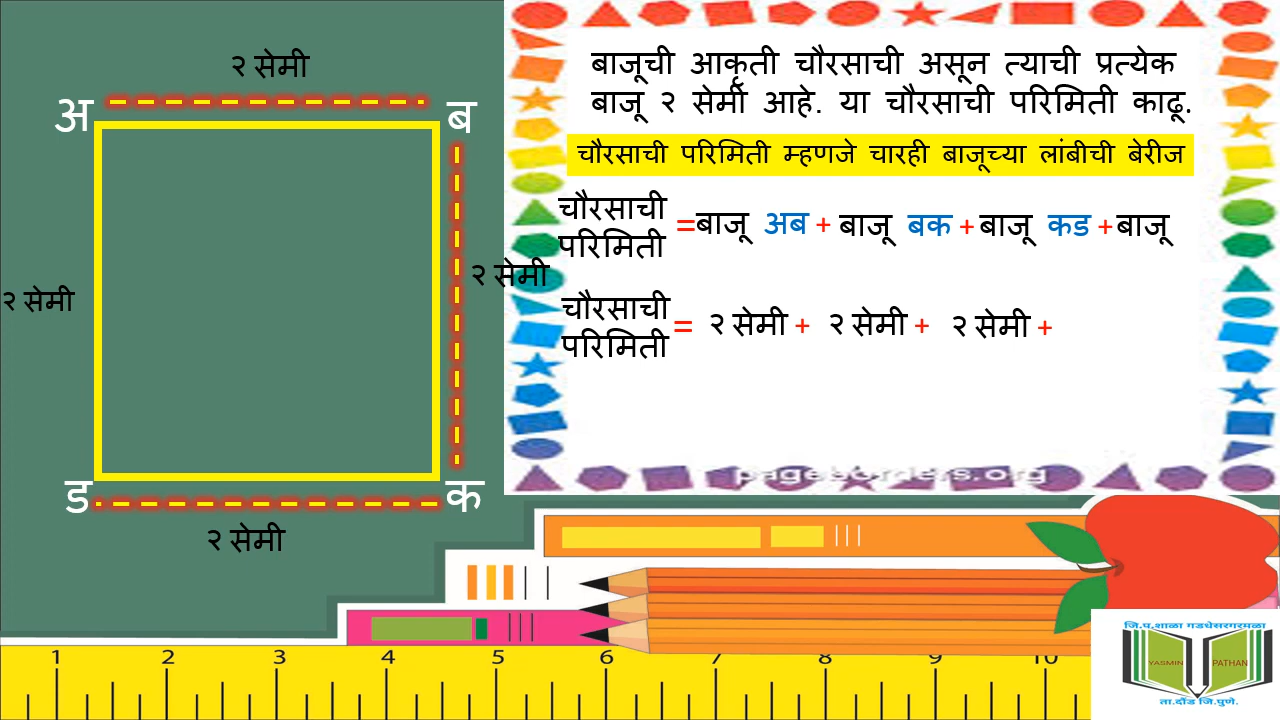 २ सेमी
अ
ब
२ सेमी
२ सेमी
ड
क
२ सेमी
बाजूची आकृती चौरसाची असून त्याची प्रत्येक
बाजू २ सेमी आहे. या चौरसाची परिमिती काढू.
चौरसाची परिमिती म्हणजे चारही बाजूच्या लांबीची बेरीज
चौरसाची
परिमिती
=बाजू अब + बाजू बक + बाजू कड + बाजू
चौरसाची
परिमिती
= २ सेमी + २ सेमी + २ सेमी +
pageborders.org
1 2 3 4 5 6 7 8 9 10
जि.प.शाळा गडधेसरगरमळा
YASMIN PATHAN
ता.दौंड जि.पुणे.